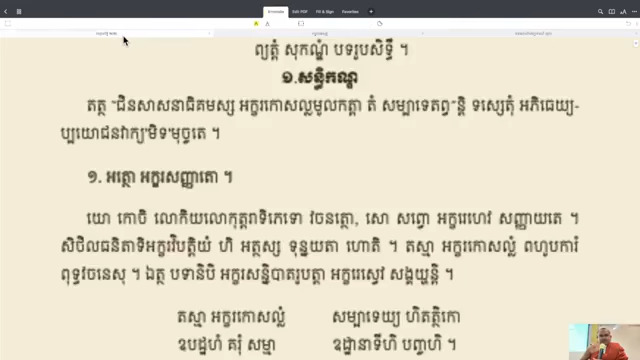 Annotate Edit PDF Fill & Sign Favorites
ព្យត្តំ សុកណ្ឌំ បទរូបសិទ្ធឹ ។
១.សន្ធិកណ្ឌ
តត្ថ “ជិនសាសនាធិគមស្ស អក្ខរកោសល្លមូលកត្តា តំ សម្បាទេតព្វ”ន្តិ ទស្សេតុំ អភិធេយ្យ-
ប្បយោជនវាក្យមិទមុច្ចតេ ។
១. អត្ថោ អក្ខរសញ្ញាតោ ។
យោ កោចិ លោកិយលោកុត្តរាទិភេទោ វចនត្ថោ, សោ សព្វោ អក្ខរេហេវ សញ្ញាយតេ ។
សិថិលធនិតាទិអក្ខរវិបត្តិយំ ហិ អត្ថស្ស ទុន្នយតា ហោតិ ។ តស្មា អក្ខរកោសល្លំ ពហូបការំ
ពុទ្ធវចនេសុ ។ ឯត្ថ បទានិបិ អក្ខរសន្និបាតរូបត្តា អក្ខរេស្វេវ សង្គយ្ហន្តិ ។
តស្មា អក្ខរកោសល្លំ សម្បាទេយ្យ ហិតត្ថិកោ
ឧបដ្ឋហំ គរុំ សម្មា ឧដ្ឋានាទីហិ បញ្ចហិ ។